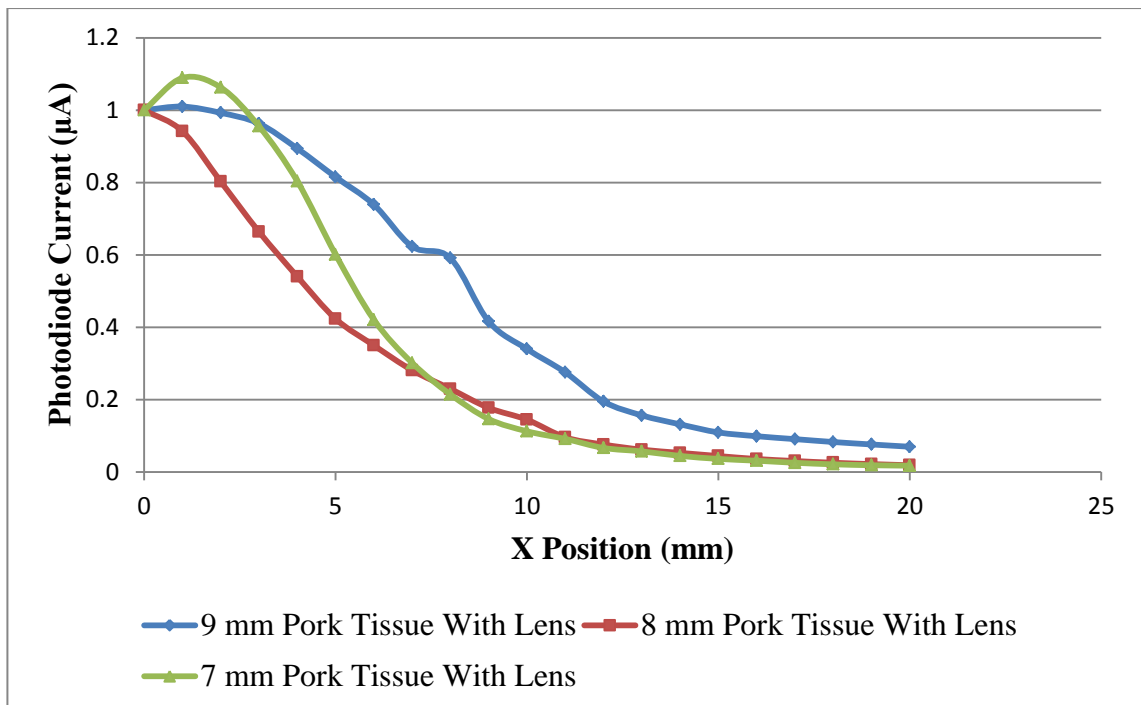 Photodiode Current (µA)
1.2
1
0.8
0.6
0.4
0.2
0
0 5 10 15 20 25
X Position (mm)
9 mm Pork Tissue With Lens 8 mm Pork Tissue With Lens
7 mm Pork Tissue With Lens